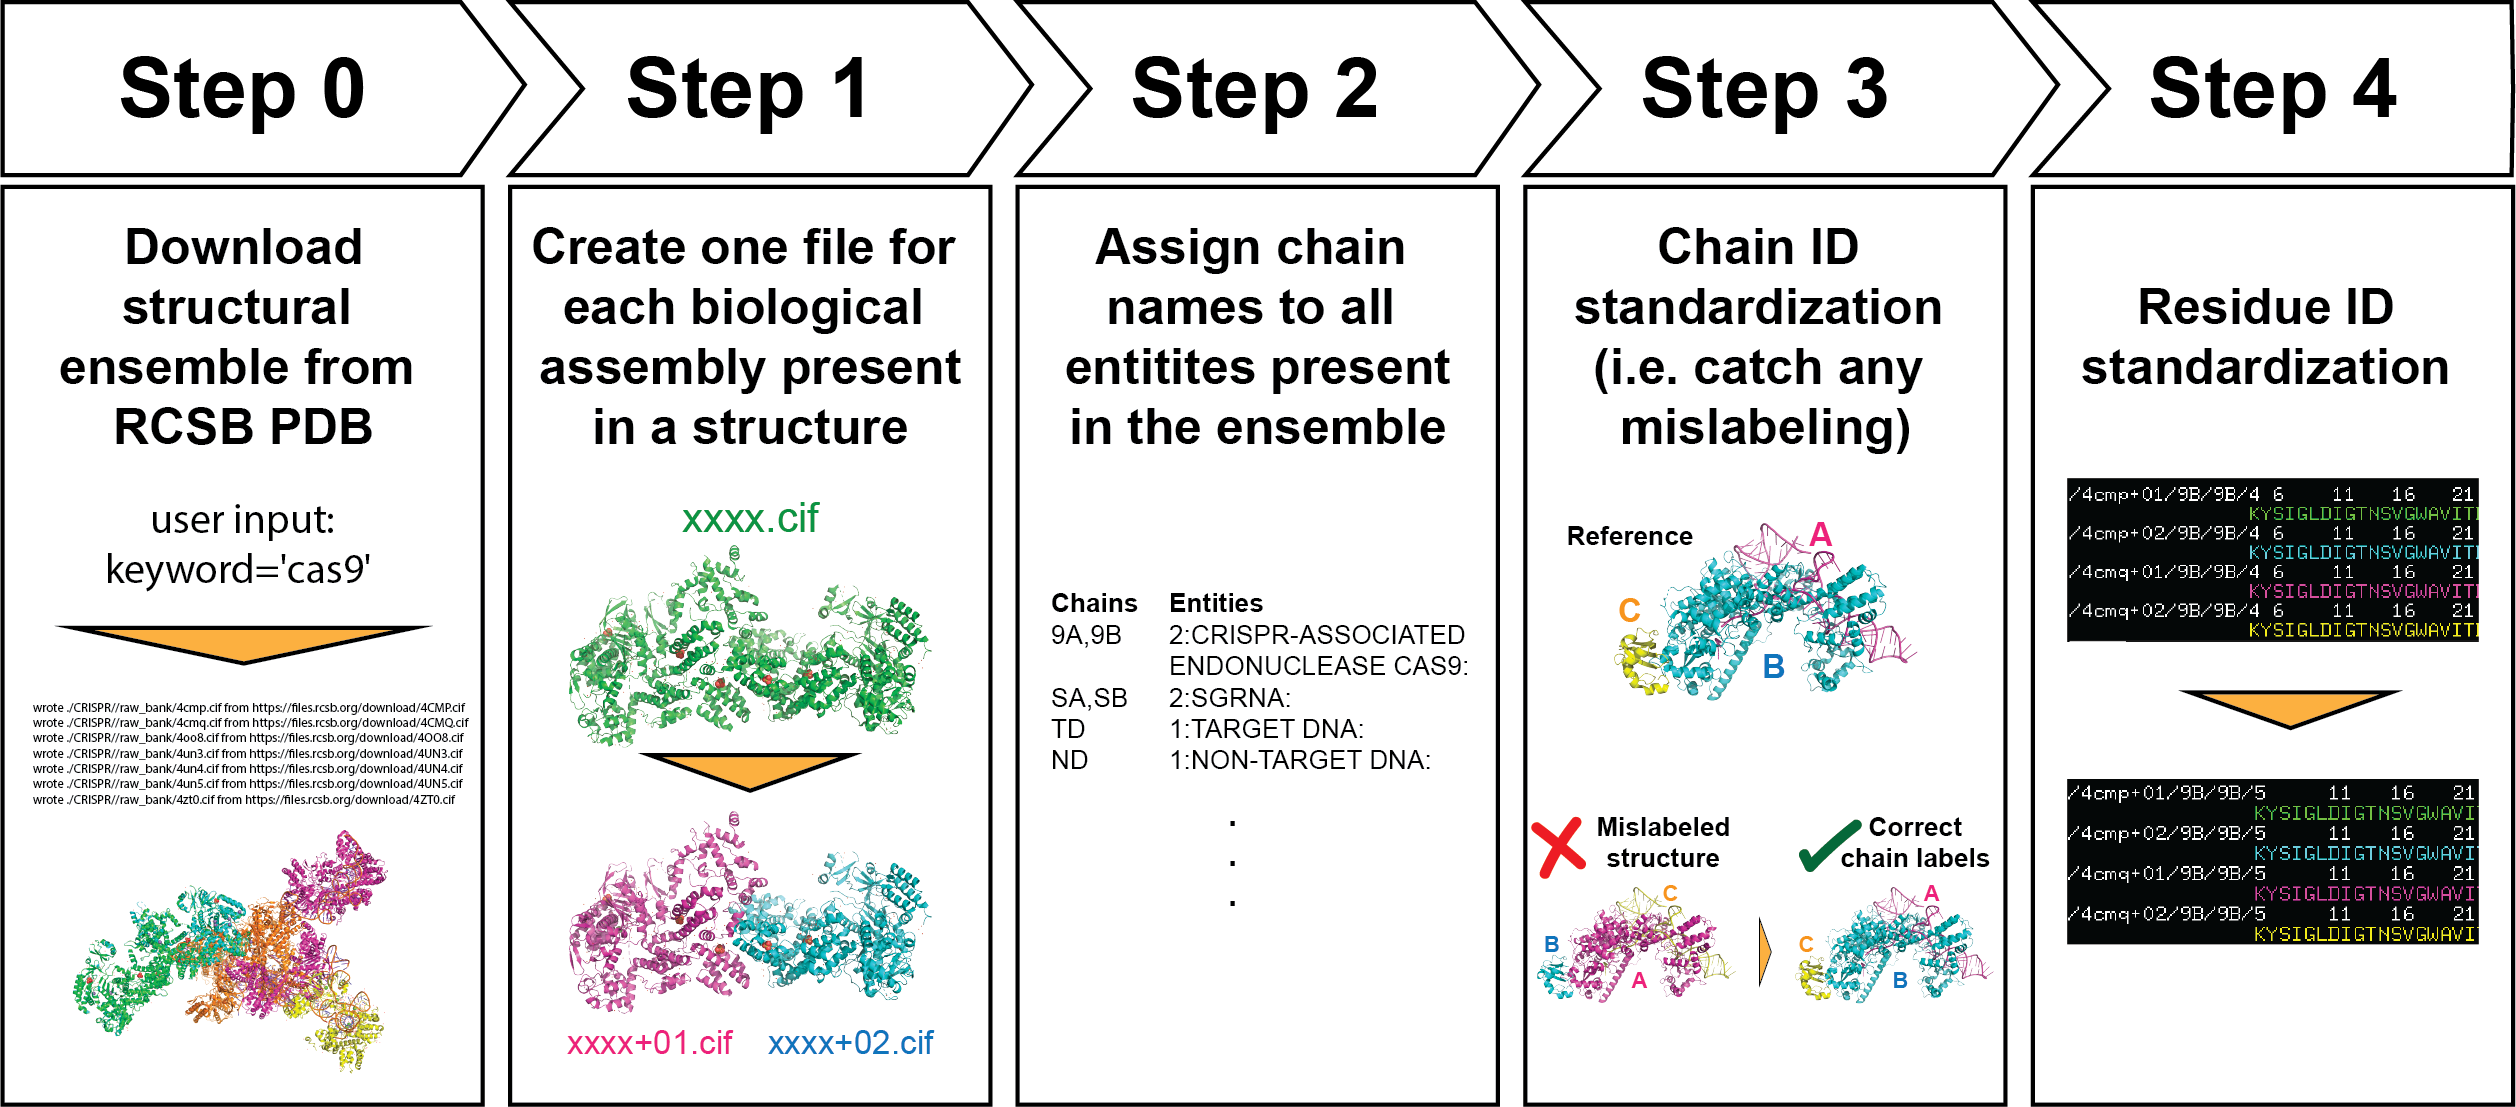 Step 0
Step 1
Step 2
Step 3
Step 4
Download
structural
ensemble from
RCSB PDB
user input:
keyword='cas9'
wrote ./CRISPR//raw_bank/4cmp.cif from https://files.rcsb.org/download/4CMP.cif
wrote ./CRISPR//raw_bank/4cmq.cif from https://files.rcsb.org/download/4CMQ.cif
wrote ./CRISPR//raw_bank/4oo8.cif from https://files.rcsb.org/download/4OO8.cif
wrote ./CRISPR//raw_bank/4un3.cif from https://files.rcsb.org/download/4UN3.cif
wrote ./CRISPR//raw_bank/4un4.cif from https://files.rcsb.org/download/4UN4.cif
wrote ./CRISPR//raw_bank/4un5.cif from https://files.rcsb.org/download/4UN5.cif
wrote ./CRISPR//raw_bank/4zt0.cif from https://files.rcsb.org/download/4ZT0.cif
Create one file for
each biological
assembly present
in a structure
xxxx.cif
xxxx+01.cif xxxx+02.cif
Assign chain
names to all
entitites present
in the ensemble
Chains Entities
9A,9B 2:CRISPR-ASSOCIATED
ENDONUCLEASE CAS9:
SA,SB 2:SGRNA:
TD 1:TARGET DNA:
ND 1:NON-TARGET DNA:
.
.
.
Chain ID
standardization
(i.e. catch any
mislabeling)
Reference
A
C
B
Mislabeled
structure
C
B
A
Correct
chain labels
A
C
B
Residue ID
standardization
/4cmp+01/9B/9B/4 6 11 16 21
KYSIGLDIGTNSVGWAVIT
/4cmp+02/9B/9B/4 6 11 16 21
KYSIGLDIGTNSVGWAVIT
/4cmq+01/9B/9B/4 6 11 16 21
KYSIGLDIGTNSVGWAVIT
/4cmq+02/9B/9B/4 6 11 16 21
KYSIGLDIGTNSVGWAVIT
/4cmp+01/9B/9B/5 11 16 21
KYSIGLDIGTNSVGWAVI
/4cmp+02/9B/9B/5 11 16 21
KYSIGLDIGTNSVGWAVI
/4cmq+01/9B/9B/5 11 16 21
KYSIGLDIGTNSVGWAVI
/4cmq+02/9B/9B/5 11 16 21
KYSIGLDIGTNSVGWAVI